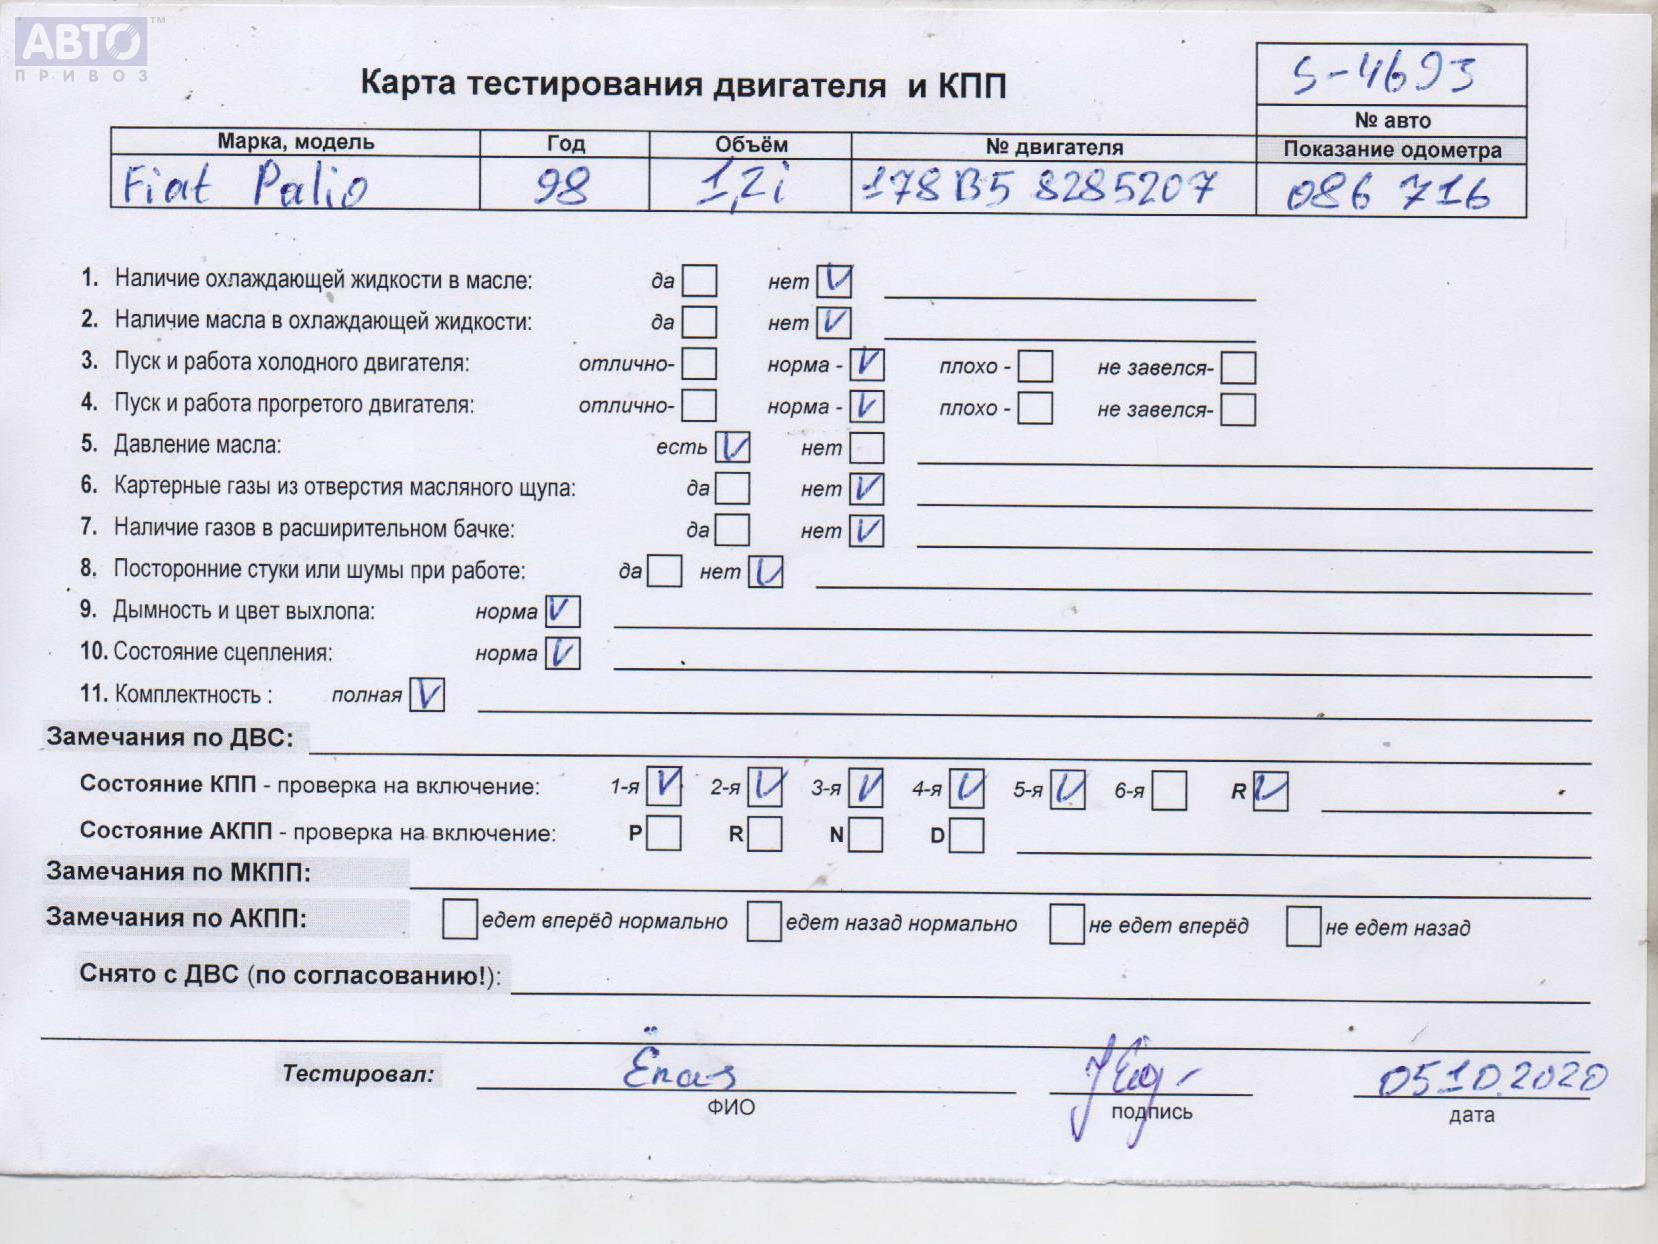 АВТО ™
ПРИВОЗ
Карта тестирования двигателя и КПП
S-4693
№ авто
Марка, модель Год Объём № двигателя Показание одометра
Fiat Palio 98 1,2i 178B5 8285207 086 716
1. Наличие охлаждающей жидкости в масле: да нет V
2. Наличие масла в охлаждающей жидкости: да нет V
3. Пуск и работа холодного двигателя: отлично- норма - V плохо - не завелся-
4. Пуск и работа прогретого двигателя: отлично- норма - V плохо - не завелся-
5. Давление масла: есть V нет
6. Картерные газы из отверстия масляного щупа: да нет V
7. Наличие газов в расширительном бачке: да нет V
8. Посторонние стуки или шумы при работе: да нет V
9. Дымность и цвет выхлопа: норма V
10. Состояние сцепления: норма V
11. Комплектность : полная V
Замечания по ДВС:
Состояние КПП - проверка на включение: 1-я V 2-я V 3-я V 4-я V 5-я V 6-я R V
Состояние АКПП - проверка на включение: P R N D
Замечания по МКПП:
Замечания по АКПП: едет вперёд нормально едет назад нормально не едет вперёд не едет назад
Снято с ДВС (по согласованию!):
Тестировал: 05.10.2020
ФИО подпись дата